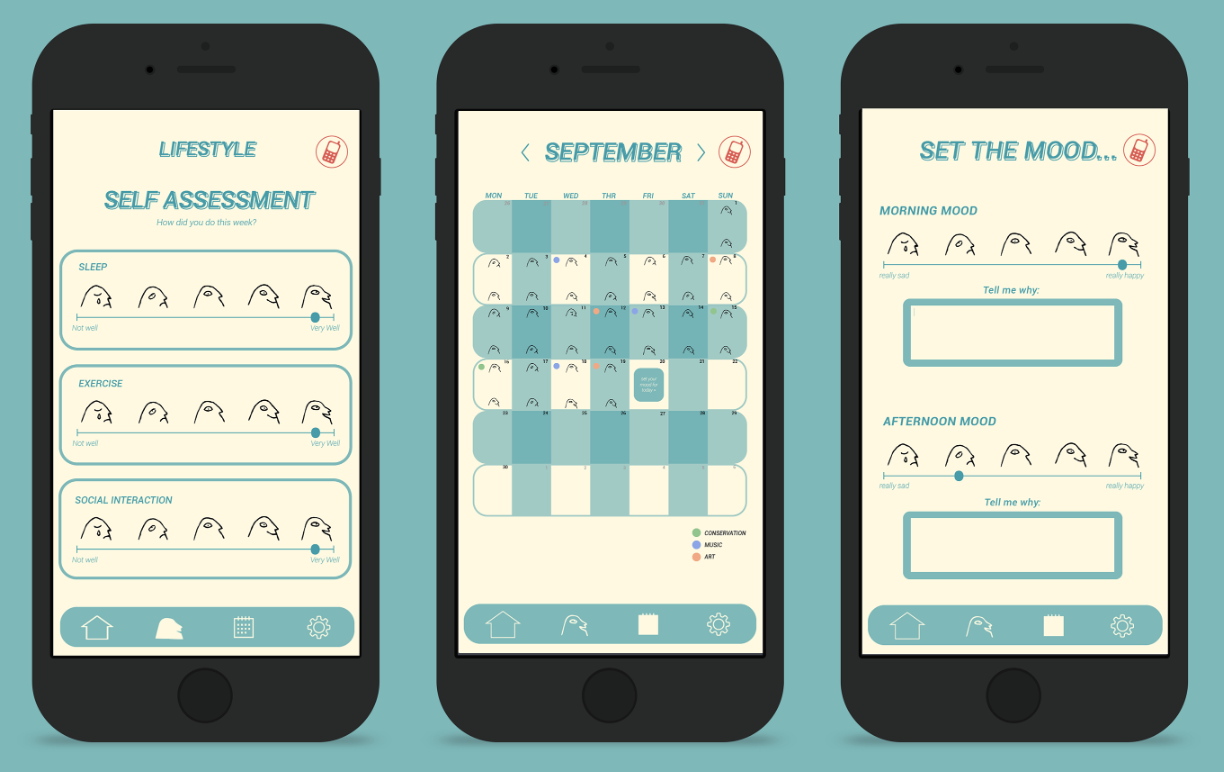 LIFESTYLE
SELF ASSESSMENT
How did you do this week?
SLEEP
Not well Very Well
EXERCISE
Not well Very Well
SOCIAL INTERACTION
Not well Very Well
SEPTEMBER
MON TUE WED THR FRI SAT SUN
1
2 3 4 5 6 7 8
9 10 11 12 13 14 15
16 17 18 19 20 21 22
23 24 25 26 27 28 29
30
CONSERVATION
MUSIC
ART
SET THE MOOD...
MORNING MOOD
really sad really happy
Tell me why:
AFTERNOON MOOD
really sad really happy
Tell me why: